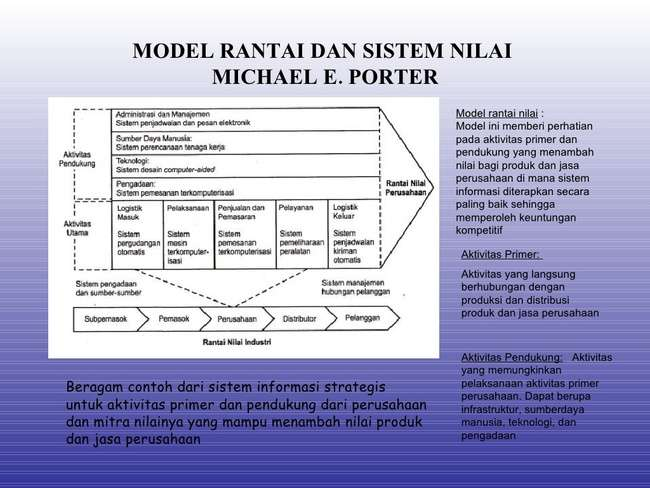 MODEL RANTAI DAN SISTEM NILAI
MICHAEL E. PORTER
Administrasi dan Manajemen
Sistem penjadwalan dan pesan elektronik
Sumber Daya Manusia:
Sistem perencanaan tenaga kerja
Teknologi:
Sistem desain computer-aided
Pengadaan:
Sistem pemesanan terkomputerisasi
Aktivitas
Pendukung
Rantai Nilai
Perusahaan
Aktivitas
Utama
Logistik
Masuk
Sistem
pergudangan
otomatis
Pelaksanaan
Sistem
mesin
terkomputer-
isasi
Penjualan dan
Pemasaran
Sistem
pemesanan
terkomputerisasi
Pelayanan
Sistem
pemeliharaan
peralatan
Logistik
Keluar
Sistem
penjadwalan
kiriman
otomatis
Sistem pengadaan
dan sumber-sumber
Sistem manajemen
hubungan pelanggan
Subpemasok
Pemasok
Perusahaan
Distributor
Pelanggan
Rantai Nilai Industri
Model rantai nilai :
Model ini memberi perhatian
pada aktivitas primer dan
pendukung yang menambah
nilai bagi produk dan jasa
perusahaan di mana sistem
informasi diterapkan secara
paling baik sehingga
memperoleh keuntungan
kompetitif
Aktivitas Primer:
Aktivitas yang langsung
berhubungan dengan
produksi dan distribusi
produk dan jasa perusahaan
Aktivitas Pendukung: Aktivitas
yang memungkinkan
pelaksanaan aktivitas primer
perusahaan. Dapat berupa
infrastruktur, sumberdaya
manusia, teknologi, dan
pengadaan
Beragam contoh dari sistem informasi strategis
untuk aktivitas primer dan pendukung dari perusahaan
dan mitra nilainya yang mampu menambah nilai produk
dan jasa perusahaan